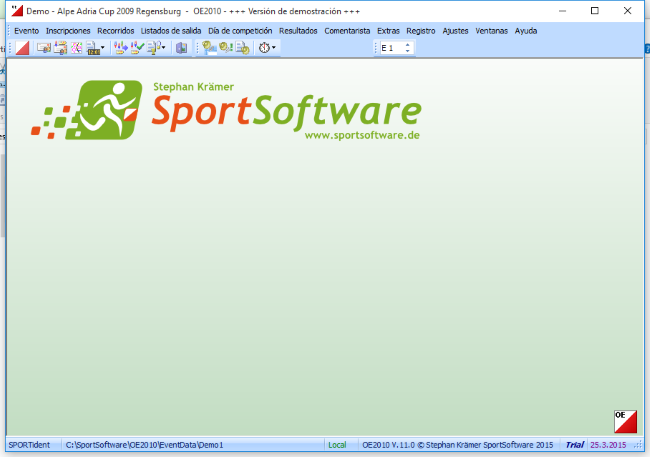 Demo - Alpe Adria Cup 2009 Regensburg - OE2010 - +++ Versión de demostración +++
Evento Inscripciones Recorridos Listados de salida Día de competición Resultados Comentarista Extras Registro Ajustes Ventanas Ayuda
E 1
Stephan Krämer
SportSoftware
www.sportsoftware.de
OE
SPORTident C:\SportSoftware\OE2010\EventData\Demo1 Local OE2010 V.11.0 © Stephan Krämer SportSoftware 2015 Trial 25.3.2015